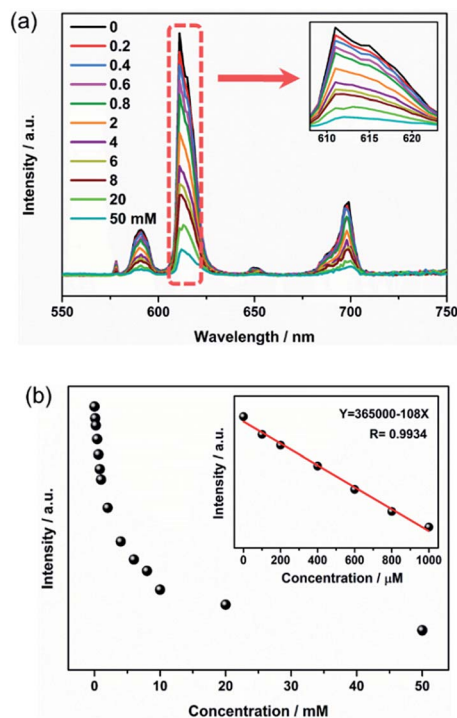 (a)
0
0.2
0.4
0.6
0.8
2
4
6
8
20
50 mM
610 615 620
Intensity / a.u.
550 600 650 700 750
Wavelength / nm
(b)
Y=365000-108X
R= 0.9934
Intensity / a.u.
0 200 400 600 800 1000
Concentration / μM
Intensity / a.u.
0 10 20 30 40 50
Concentration / mM